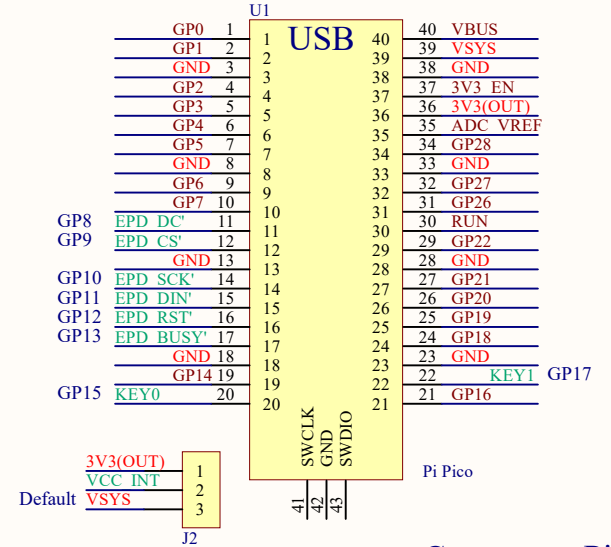 U1
USB
GP0 1 1 40 40 VBUS
GP1 2 2 39 39 VSYS
GND 3 3 38 38 GND
GP2 4 4 37 37 3V3_EN
GP3 5 5 36 36 3V3(OUT)
GP4 6 6 35 35 ADC_VREF
GP5 7 7 34 34 GP28
GND 8 8 33 33 GND
GP6 9 9 32 32 GP27
GP7 10 10 31 31 GP26
GP8 EPD_DC' 11 11 30 30 RUN
GP9 EPD_CS' 12 12 29 29 GP22
GND 13 13 28 28 GND
GP10 EPD_SCK' 14 14 27 27 GP21
GP11 EPD_DIN' 15 15 26 26 GP20
GP12 EPD_RST' 16 16 25 25 GP19
GP13 EPD_BUSY' 17 17 24 24 GP18
GND 18 18 23 23 GND
GP14 19 19 22 22 KEY1 GP17
GP15 KEY0 20 20 21 21 GP16
SWCLK
GND
SWDIO
41
42
43
Pi Pico
3V3(OUT) 1
VCC_INT 2
Default VSYS 3
J2